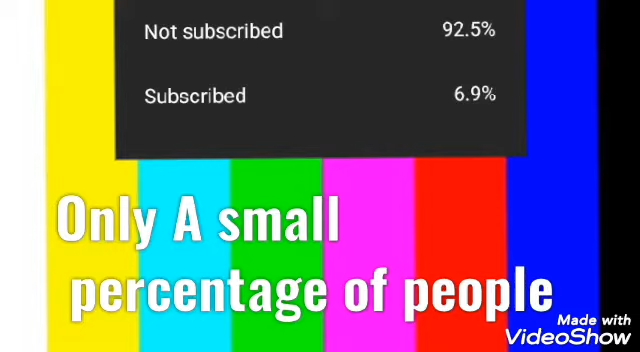 Not subscribed 92.5%
Subscribed 6.9%
Only A small
percentage of people
Made with
VideoShow